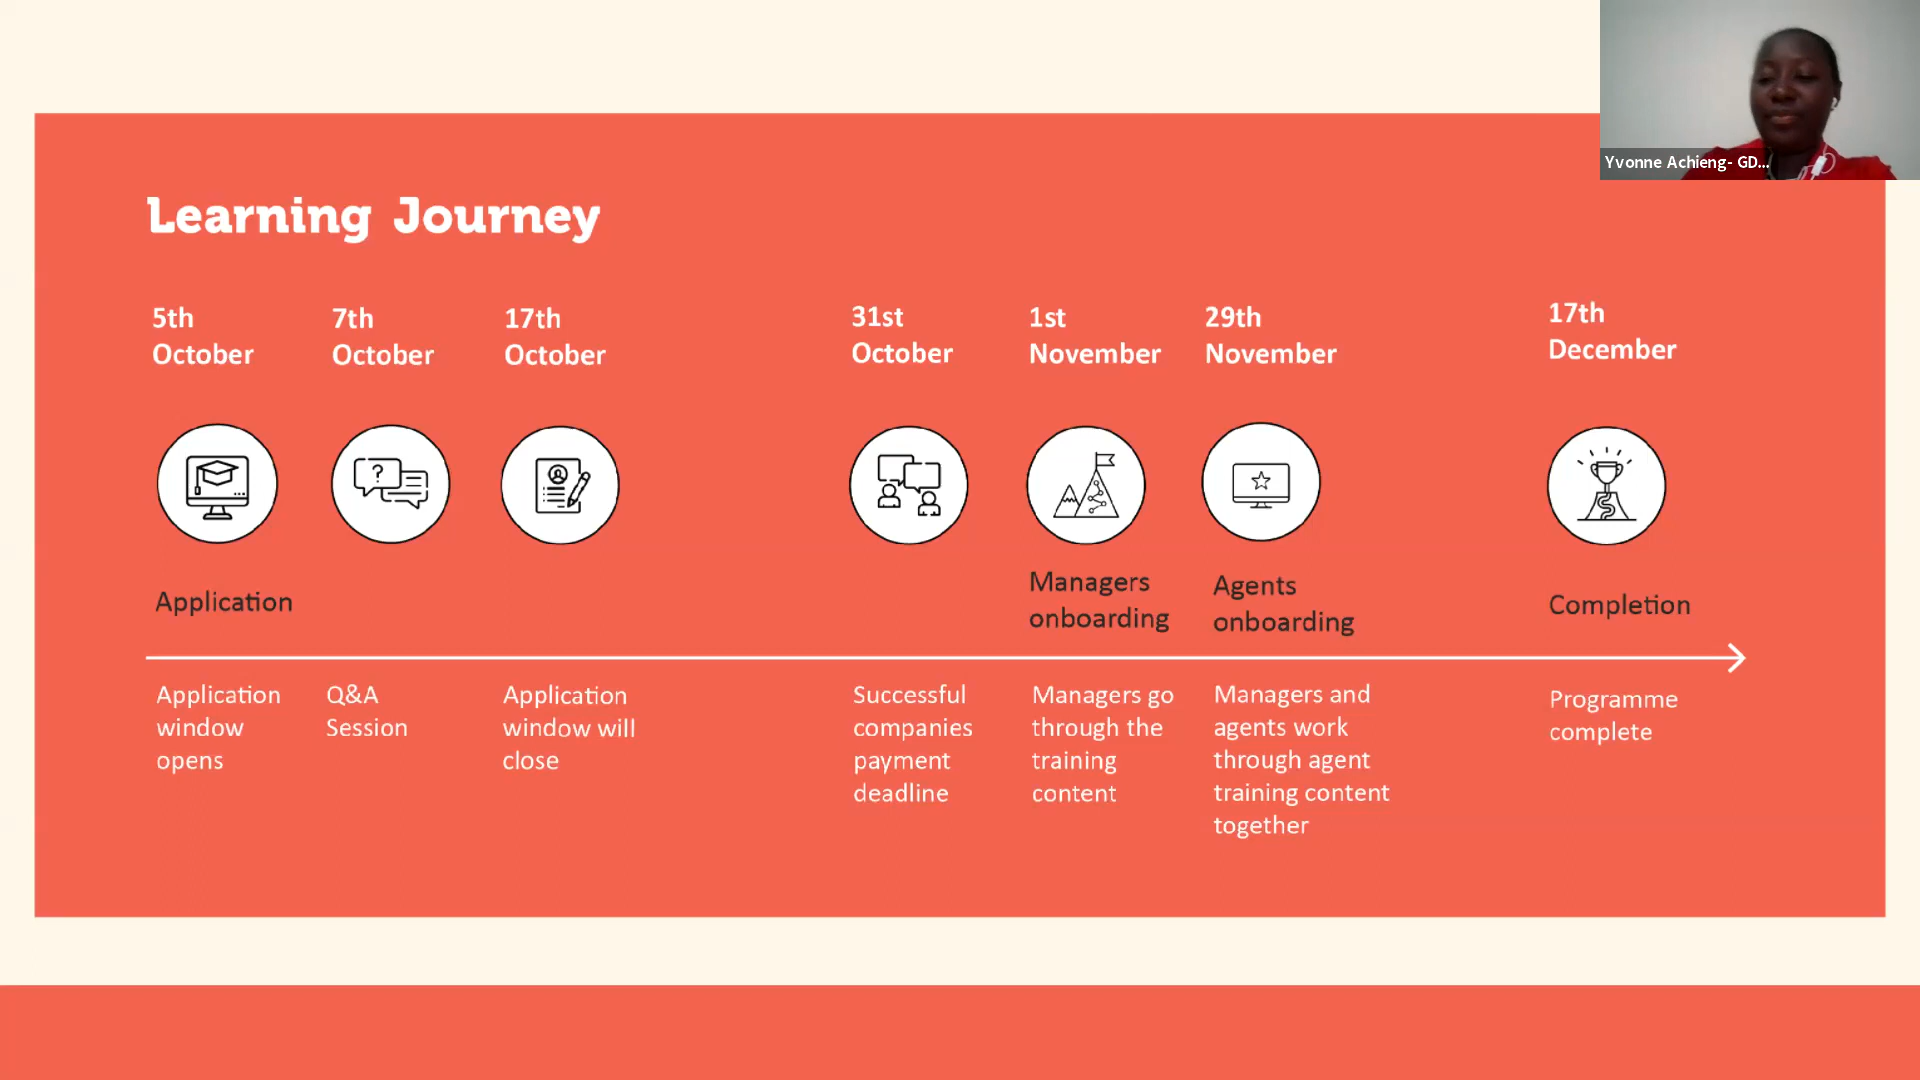 Yvonne Achieng- GD...
Learning Journey
5th
October
7th
October
17th
October
31st
October
1st
November
29th
November
17th
December
?
Application
Managers
onboarding
Agents
onboarding
Completion
Application
window
opens
Q&A
Session
Application
window will
close
Successful
companies
payment
deadline
Managers go
through the
training
content
Managers and
agents work
through agent
training content
together
Programme
complete